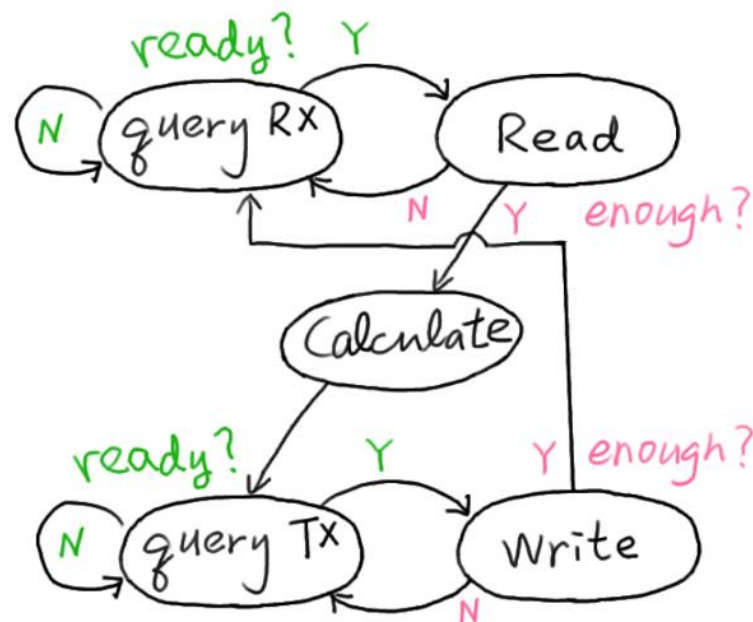 ready? Y
N query Rx Read
N Y enough?
Calculate
ready? Y Y enough?
N query Tx Write
N